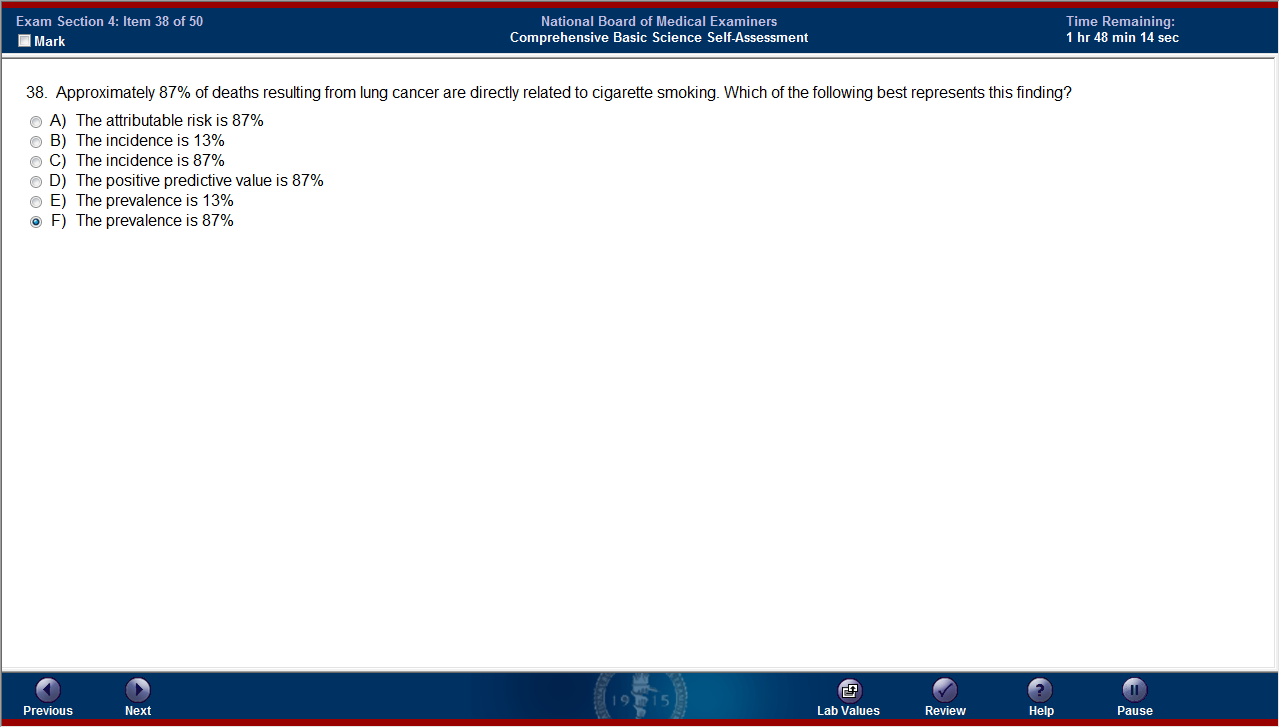 Exam Section 4: Item 38 of 50
National Board of Medical Examiners
Time Remaining:
Mark
Comprehensive Basic Science Self-Assessment
1 hr 48 min 14 sec
38. Approximately 87% of deaths resulting from lung cancer are directly related to cigarette smoking. Which of the following best represents this finding?
A) The attributable risk is 87%
B) The incidence is 13%
C) The incidence is 87%
D) The positive predictive value is 87%
E) The prevalence is 13%
F) The prevalence is 87%
19 15
Previous
Next
Lab Values
Review
Help
Pause